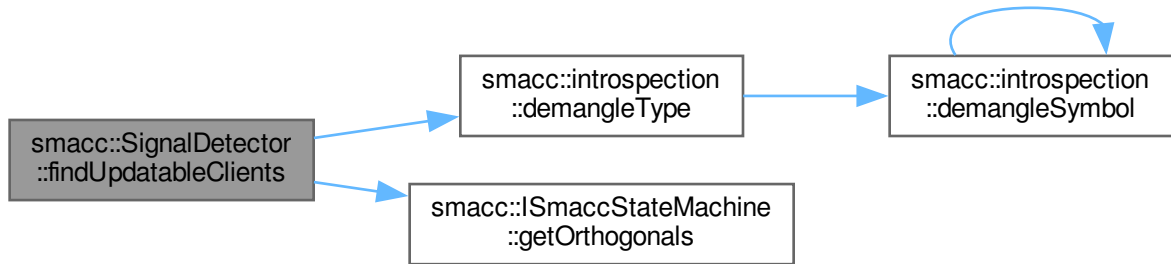 smacc::SignalDetector
::findUpdatableClients
smacc::introspection
::demangleType
smacc::introspection
::demangleSymbol
smacc::ISmaccStateMachine
::getOrthogonals